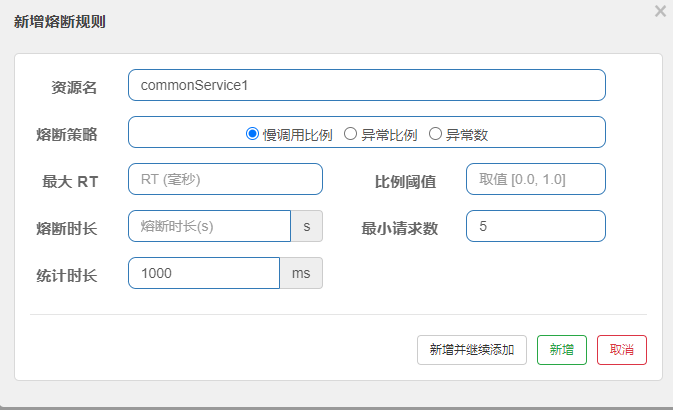 新增熔断规则 ×
资源名 commonService1
熔断策略 慢调用比例 异常比例 异常数
最大 RT RT (毫秒) 比例阈值 取值 [0.0, 1.0]
熔断时长 熔断时长(s) s 最小请求数 5
统计时长 1000 ms
新增并继续添加 新增 取消